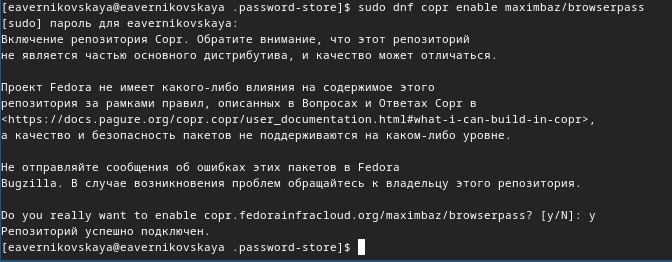 [eavernikovskaya@eavernikovskaya .password-store]$ sudo dnf copr enable maximbaz/browserpass
[sudo] пароль для eavernikovskaya:
Включение репозитория Copr. Обратите внимание, что этот репозиторий
не является частью основного дистрибутива, и качество может отличаться.
Проект Fedora не имеет какого-либо влияния на содержимое этого
репозитория за рамками правил, описанных в Вопросах и Ответах Copr в
<https://docs.pagure.org/copr.copr/user_documentation.html#what-i-can-build-in-copr>,
а качество и безопасность пакетов не поддерживаются на каком-либо уровне.
Не отправляйте сообщения об ошибках этих пакетов в Fedora
Bugzilla. В случае возникновения проблем обращайтесь к владельцу этого репозитория.
Do you really want to enable copr.fedorainfracloud.org/maximbaz/browserpass? [y/N]: y
Репозиторий успешно подключен.
[eavernikovskaya@eavernikovskaya .password-store]$